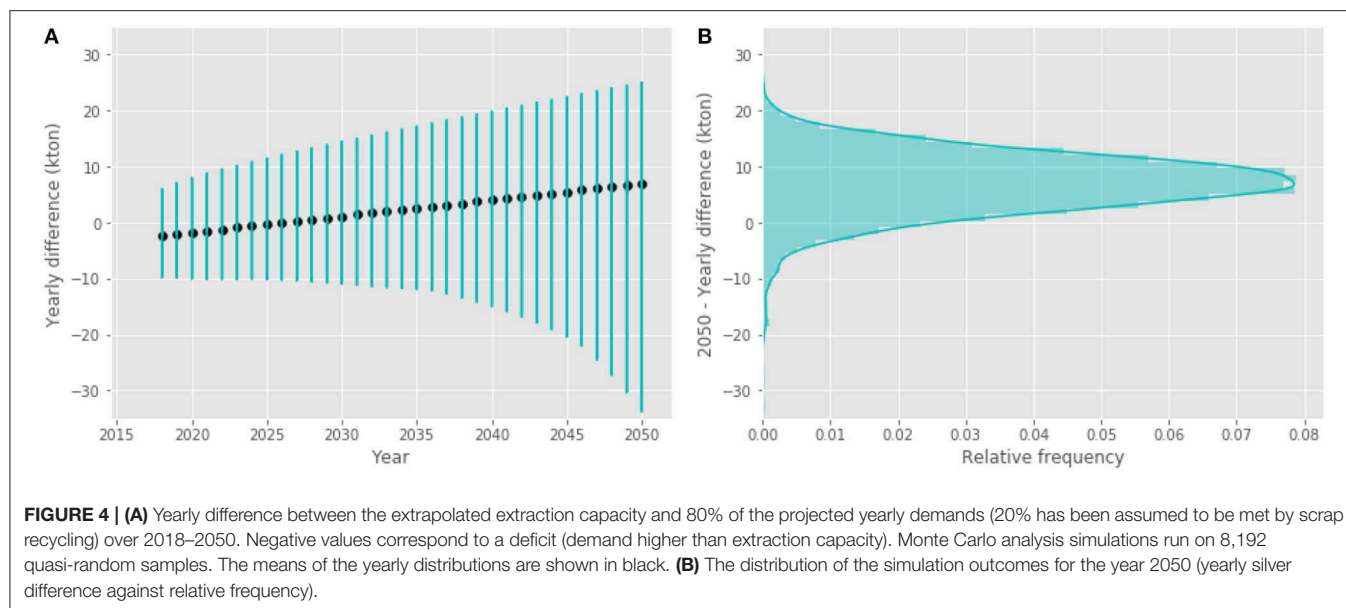 A
30
20
10
0
−10
−20
−30
Yearly difference (kton)
2015 2020 2025 2030 2035 2040 2045 2050
Year
B
30
20
10
0
−10
−20
−30
2050 - Yearly difference (kton)
0.00 0.01 0.02 0.03 0.04 0.05 0.06 0.07 0.08
Relative frequency
FIGURE 4 | (A) Yearly difference between the extrapolated extraction capacity and 80% of the projected yearly demands (20% has been assumed to be met by scrap
recycling) over 2018–2050. Negative values correspond to a deficit (demand higher than extraction capacity). Monte Carlo analysis simulations run on 8,192
quasi-random samples. The means of the yearly distributions are shown in black. (B) The distribution of the simulation outcomes for the year 2050 (yearly silver
difference against relative frequency).